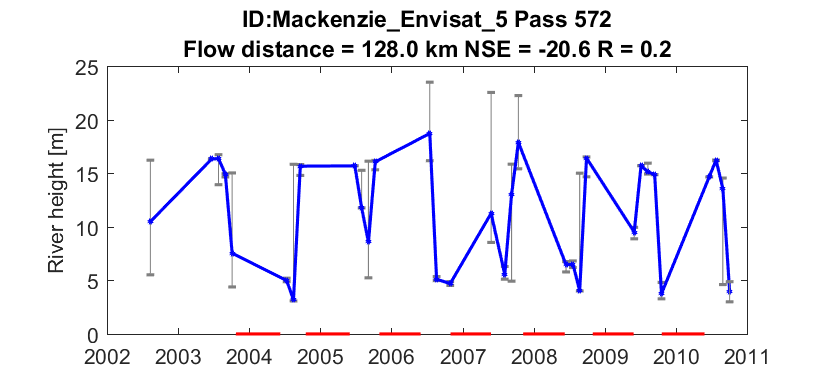 ID:Mackenzie_Envisat_5 Pass 572
Flow distance = 128.0 km NSE = -20.6 R = 0.2
River height [m]
25
20
15
10
5
0
2002 2003 2004 2005 2006 2007 2008 2009 2010 2011